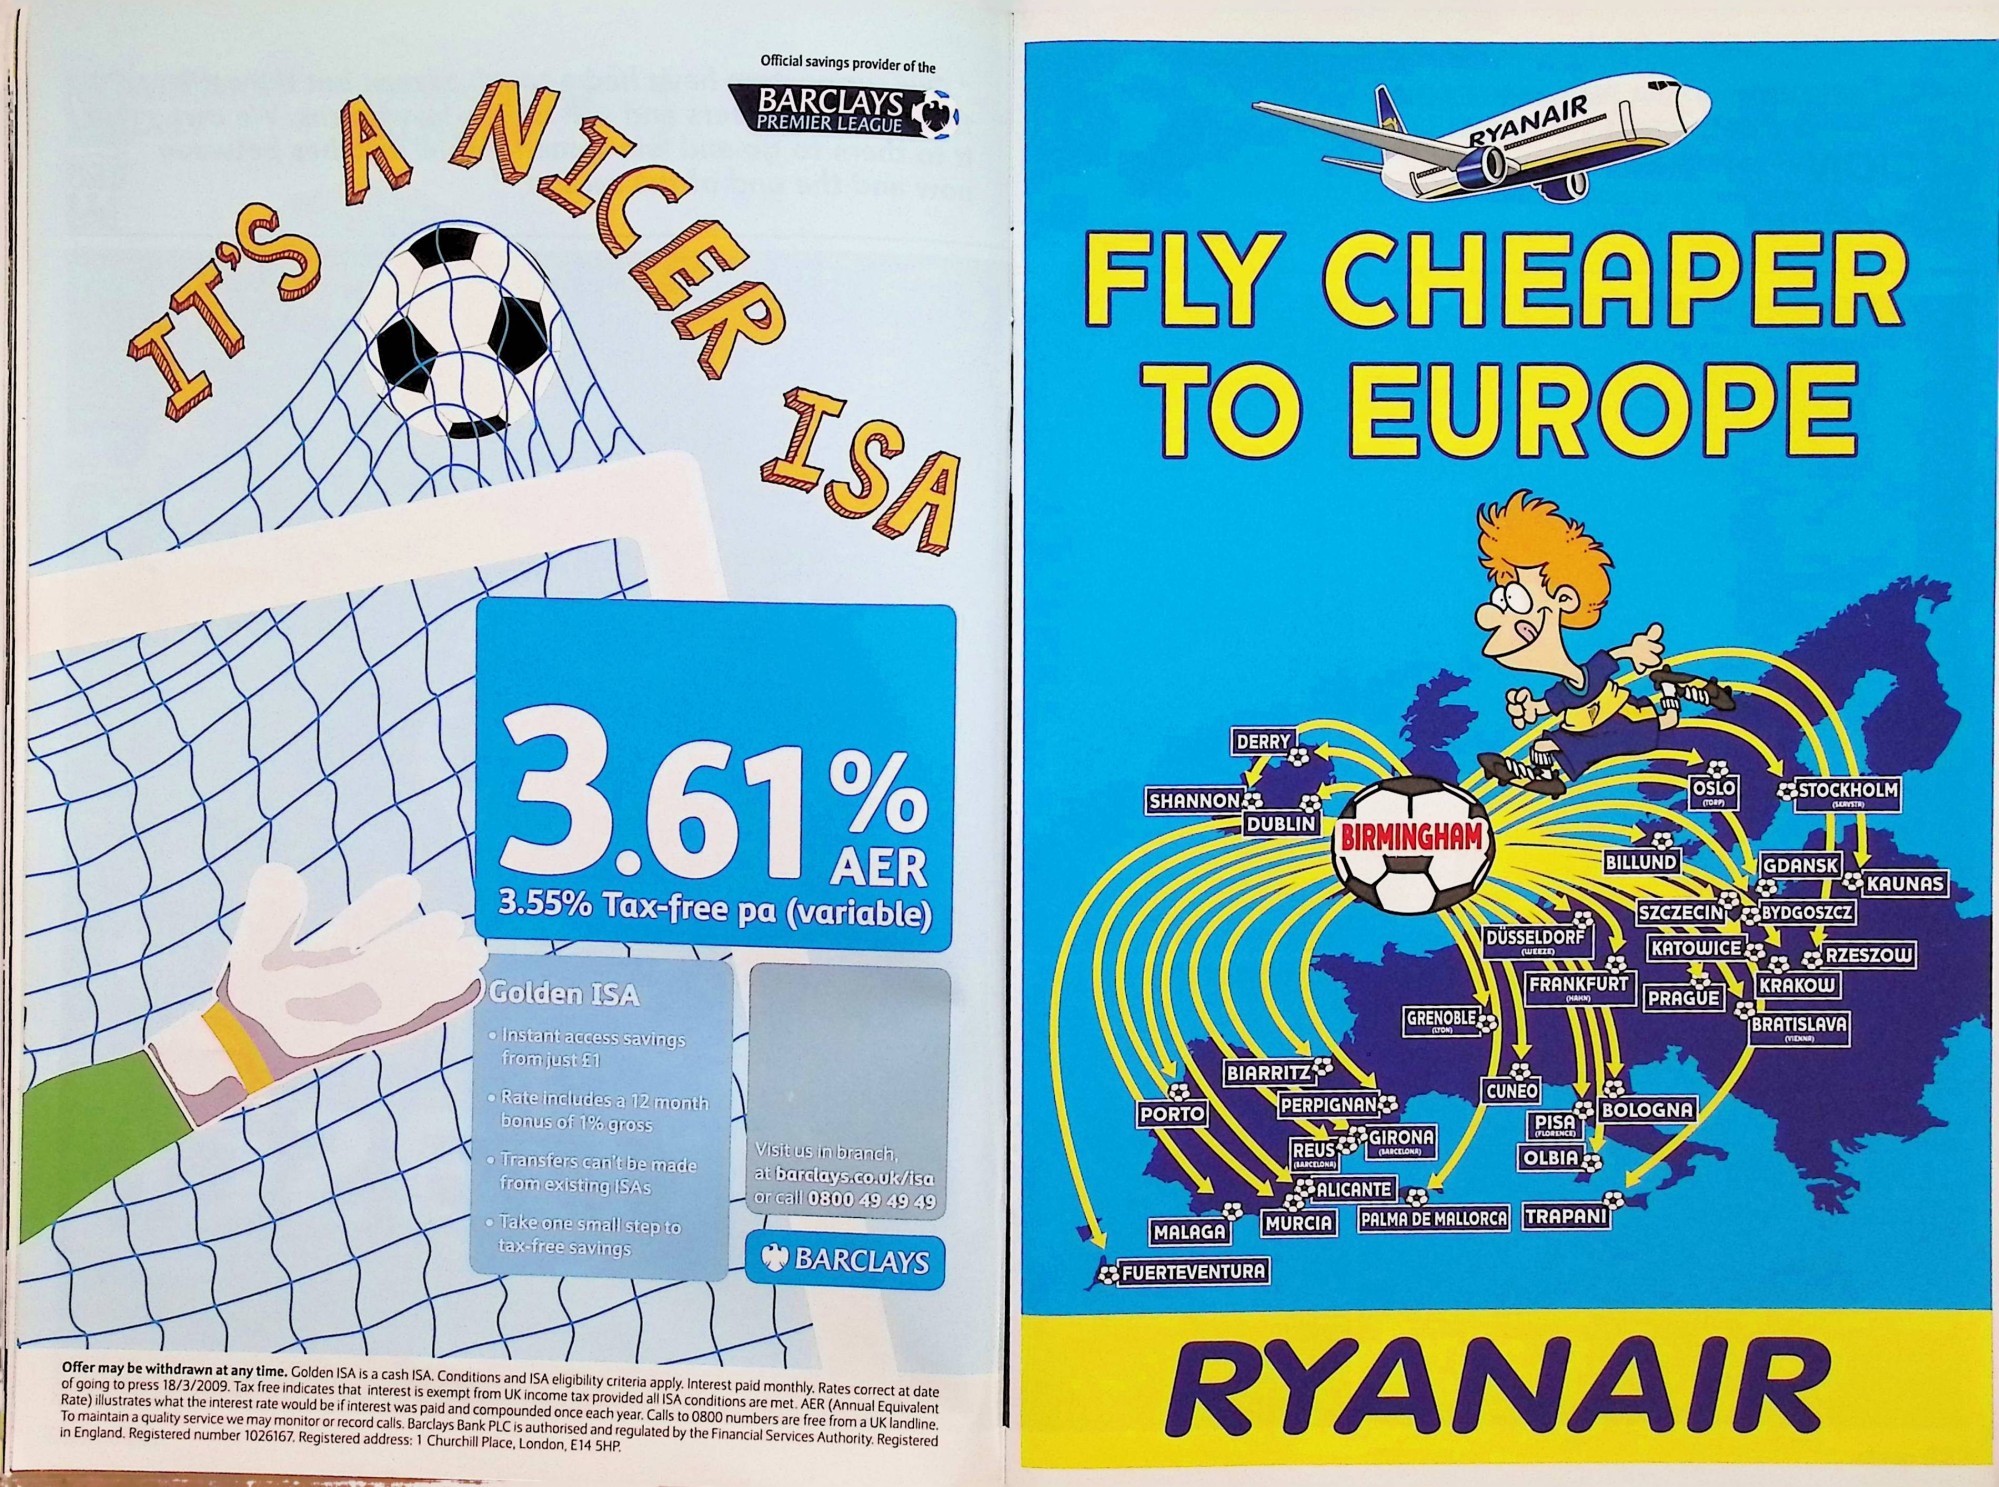 Official savings provider of the
BARCLAYS
PREMIER LEAGUE
IT'S A NICER ISA
3.61%
AER
3.55% Tax-free pa (variable)
Golden ISA
• Instant access savings
from just £1
• Rate includes a 12 month
bonus of 1% gross
• Transfers can't be made
from existing ISAs
• Take one small step to
tax-free savings
Visit us in branch,
at barclays.co.uk/isa
or call 0800 49 49 49
BARCLAYS
Offer may be withdrawn at any time. Golden ISA is a cash ISA. Conditions and ISA eligibility criteria apply. Interest paid monthly. Rates correct at date
of going to press 18/3/2009. Tax free indicates that interest is exempt from UK income tax provided all ISA conditions are met. AER (Annual Equivalent
Rate) illustrates what the interest rate would be if interest was paid and compounded once each year. Calls to 0800 numbers are free from a UK landline.
To maintain a quality service we may monitor or record calls. Barclays Bank PLC is authorised and regulated by the Financial Services Authority. Registered
in England. Registered number 1026167. Registered address: 1 Churchill Place, London, E14 5HP.
RYANAIR
FLY CHEAPER
TO EUROPE
DERRY
SHANNON
DUBLIN
BIRMINGHAM
OSLO
(TORP)
STOCKHOLM
BILLUND
GDANSK
KAUNAS
SZCZECIN
BYDGOSZCZ
DÜSSELDORF
(WEEZE)
KATOWICE
RZESZOW
FRANKFURT
(HAHN)
PRAGUE
KRAKOW
GRENOBLE
(LYON)
BRATISLAVA
(VIENNA)
BIARRITZ
CUNEO
PORTO
PERPIGNAN
BOLOGNA
PISA
(FLORENCE)
GIRONA
(BARCELONA)
REUS
(BARCELONA)
OLBIA
ALICANTE
MALAGA
MURCIA
PALMA DE MALLORCA
TRAPANI
FUERTEVENTURA
RYANAIR